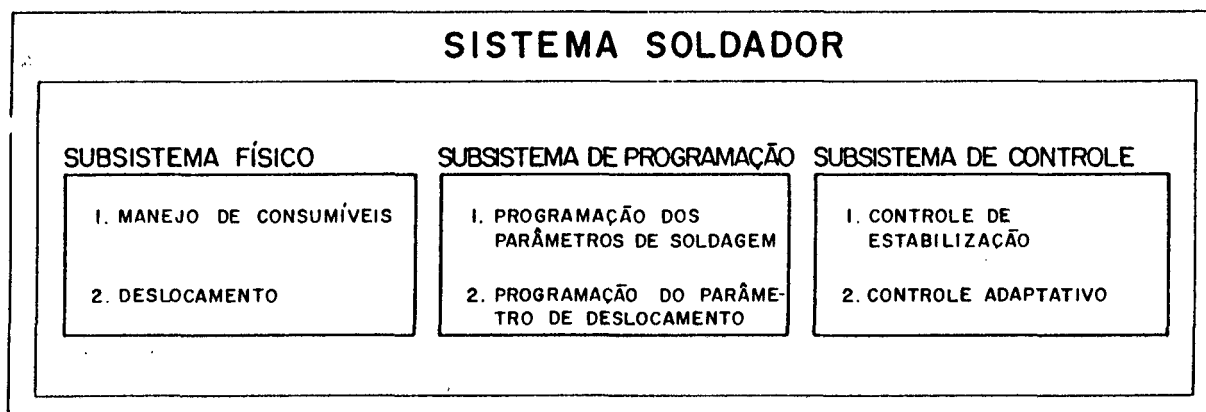 SISTEMA SOLDADOR
SUBSISTEMA FÍSICO
1. MANEJO DE CONSUMÍVEIS
2. DESLOCAMENTO
SUBSISTEMA DE PROGRAMAÇÃO
1. PROGRAMAÇÃO DOS
PARÂMETROS DE SOLDAGEM
2. PROGRAMAÇÃO DO PARÂME-
TRO DE DESLOCAMENTO
SUBSISTEMA DE CONTROLE
1. CONTROLE DE
ESTABILIZAÇÃO
2. CONTROLE ADAPTATIVO